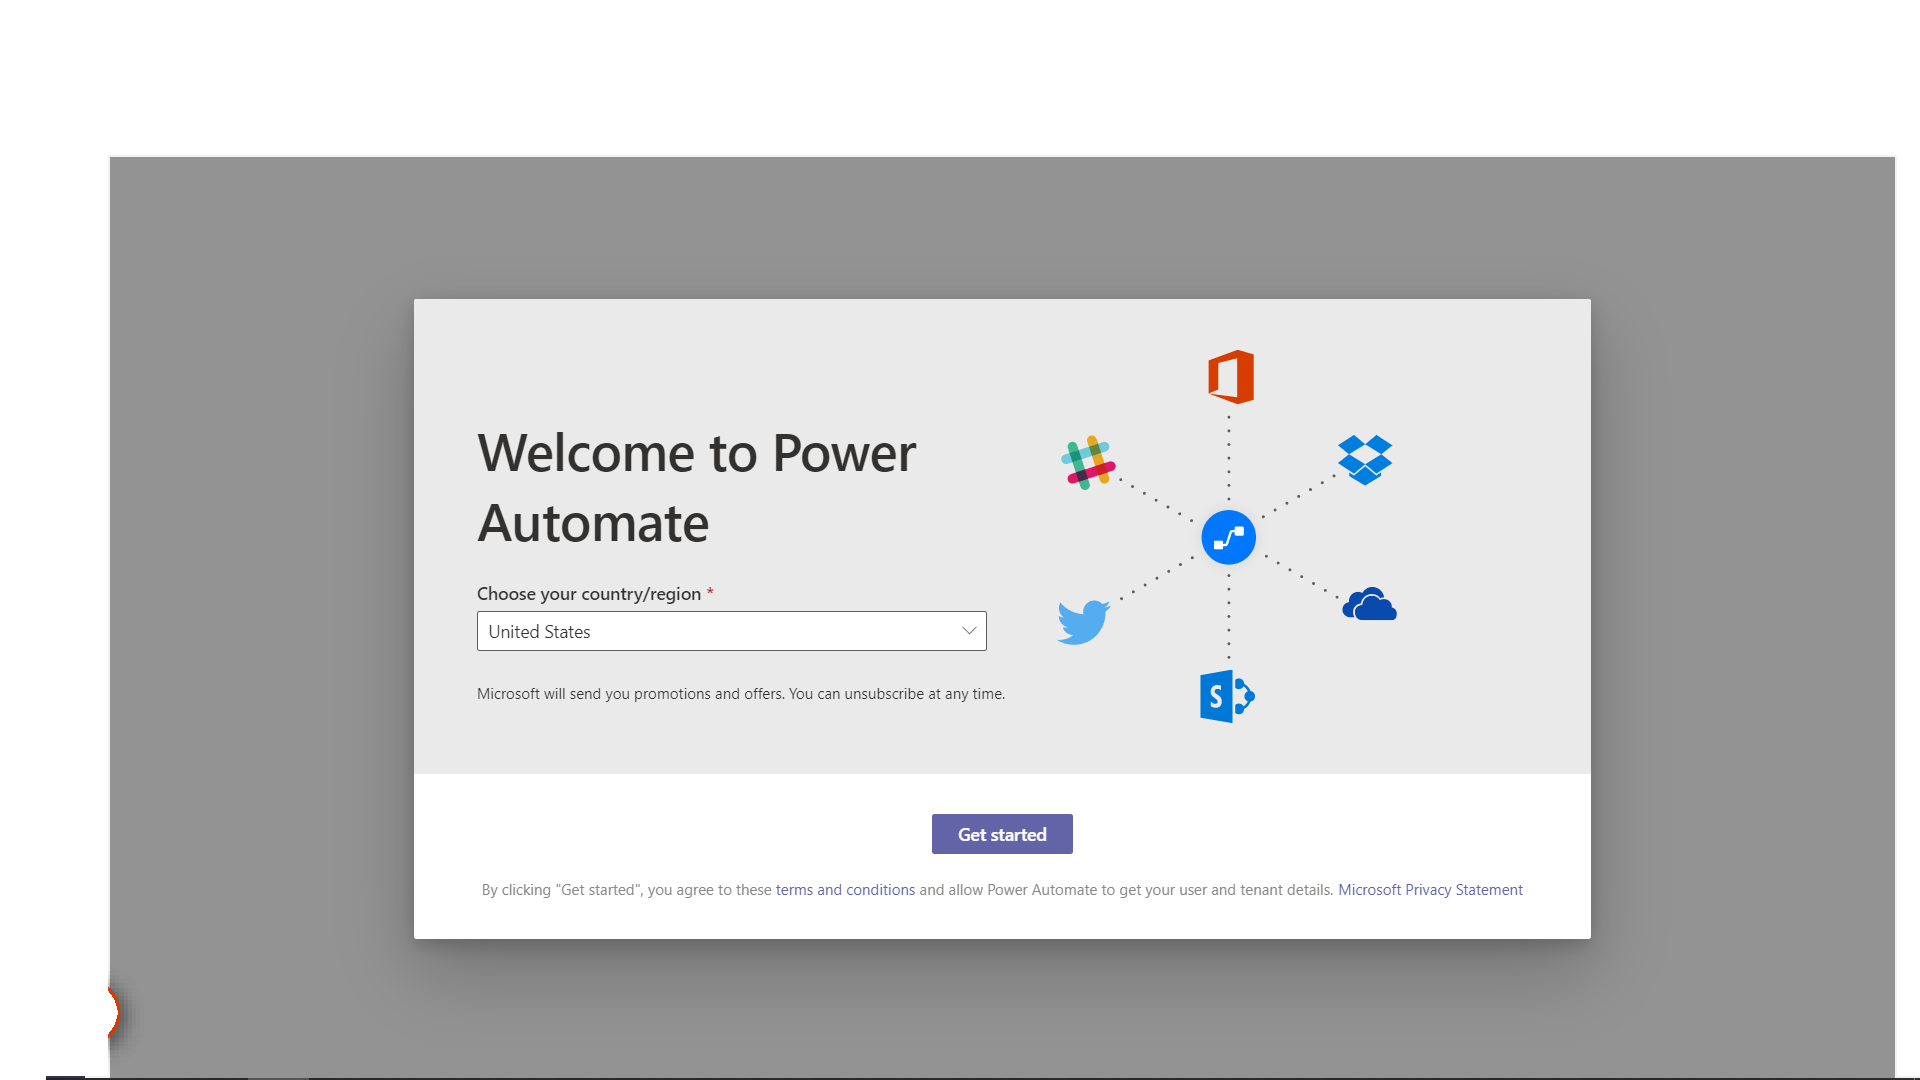 Welcome to Power
Automate
Choose your country/region *
United States
Microsoft will send you promotions and offers. You can unsubscribe at any time.
S
Get started
By clicking "Get started", you agree to these terms and conditions and allow Power Automate to get your user and tenant details. Microsoft Privacy Statement